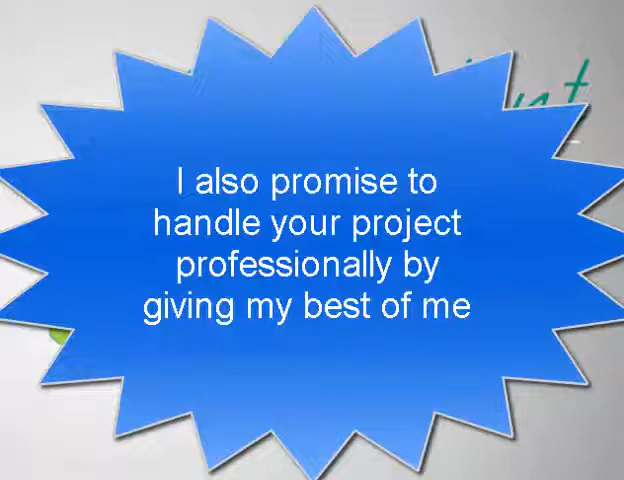 I also promise to
handle your project
professionally by
giving my best of me